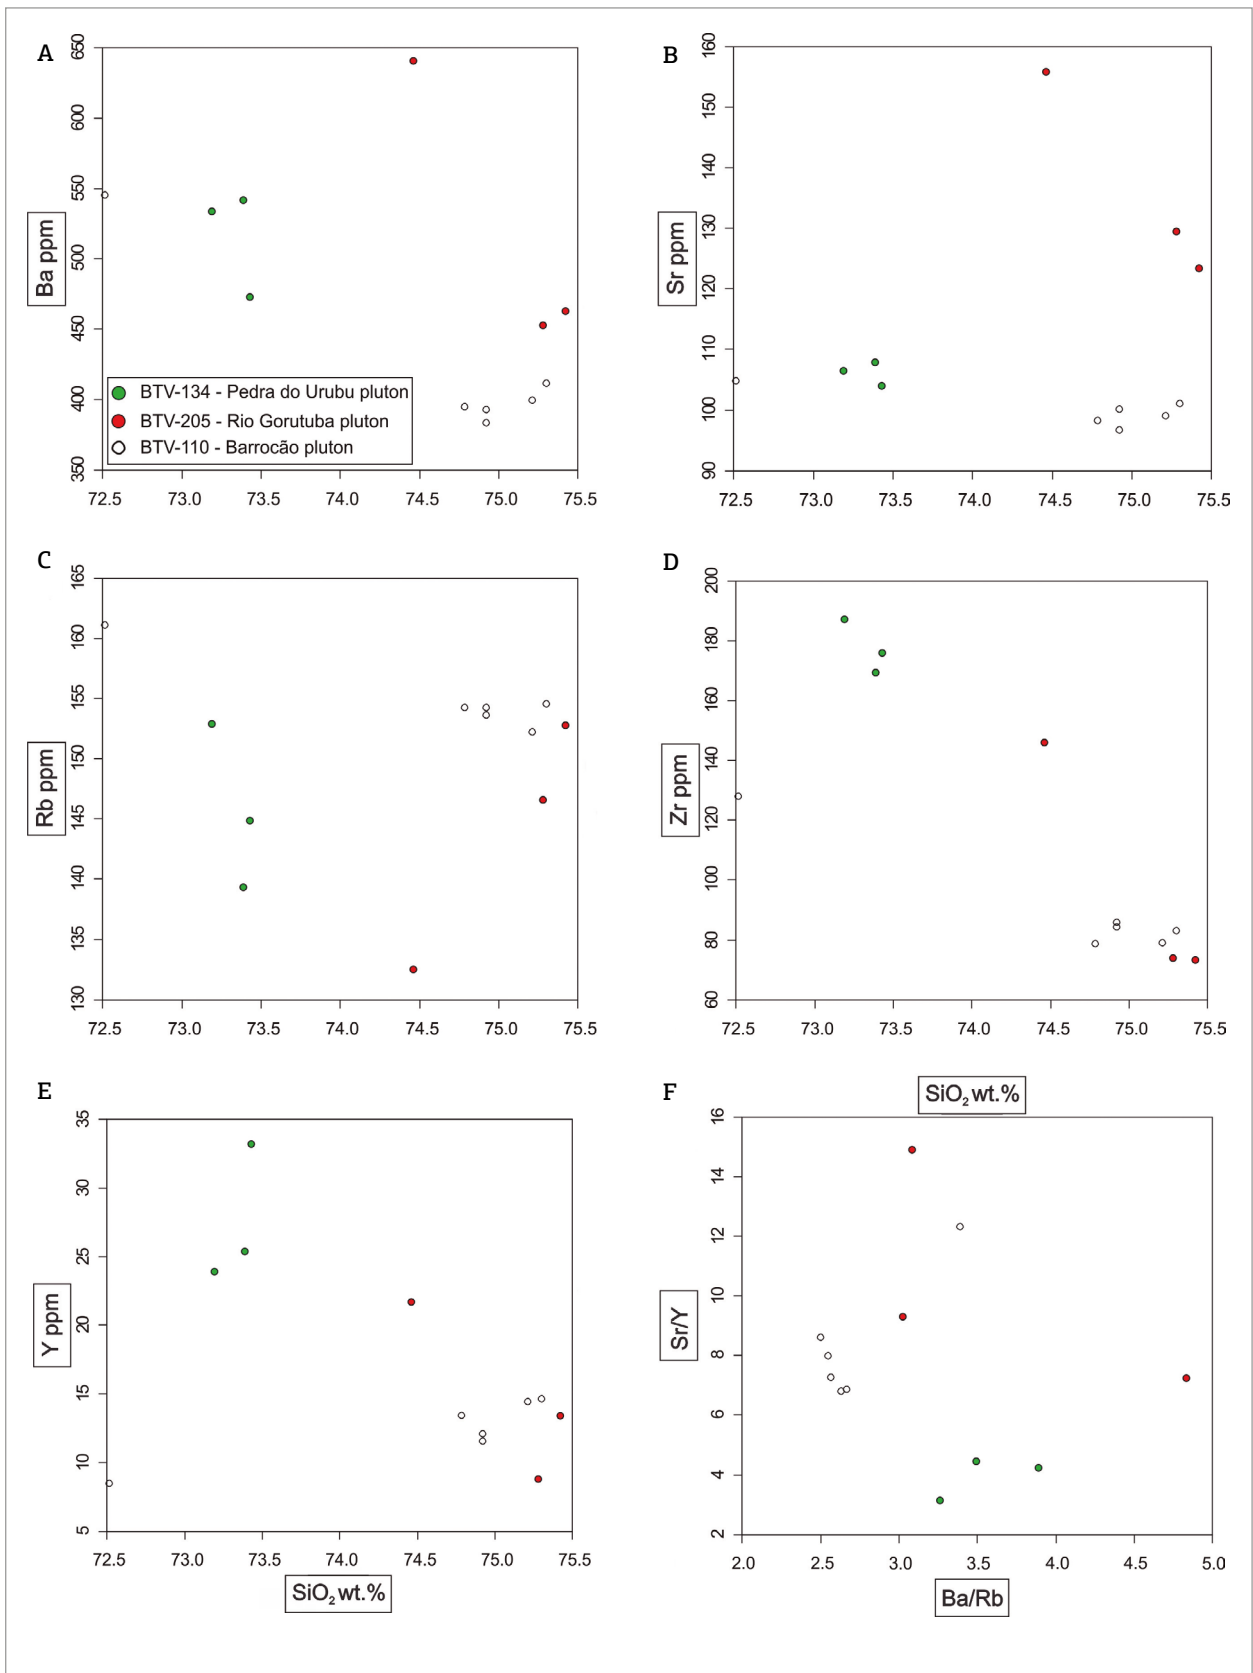 A
650
600
550
500
450
400
350
Ba ppm
BTV-134 - Pedra do Urubu pluton
BTV-205 - Rio Gorutuba pluton
BTV-110 - Barrocão pluton
72.5 73.0 73.5 74.0 74.5 75.0 75.5
B
160
150
140
130
120
110
100
90
Sr ppm
72.5 73.0 73.5 74.0 74.5 75.0 75.5
C
165
160
155
150
145
140
135
130
Rb ppm
72.5 73.0 73.5 74.0 74.5 75.0 75.5
D
200
180
160
140
120
100
80
60
Zr ppm
72.5 73.0 73.5 74.0 74.5 75.0 75.5
SiO₂ wt.%
E
35
30
25
20
15
10
5
Y ppm
72.5 73.0 73.5 74.0 74.5 75.0 75.5
SiO₂ wt.%
F
16
14
12
10
8
6
4
2
Sr/Y
2.0 2.5 3.0 3.5 4.0 4.5 5.0
Ba/Rb